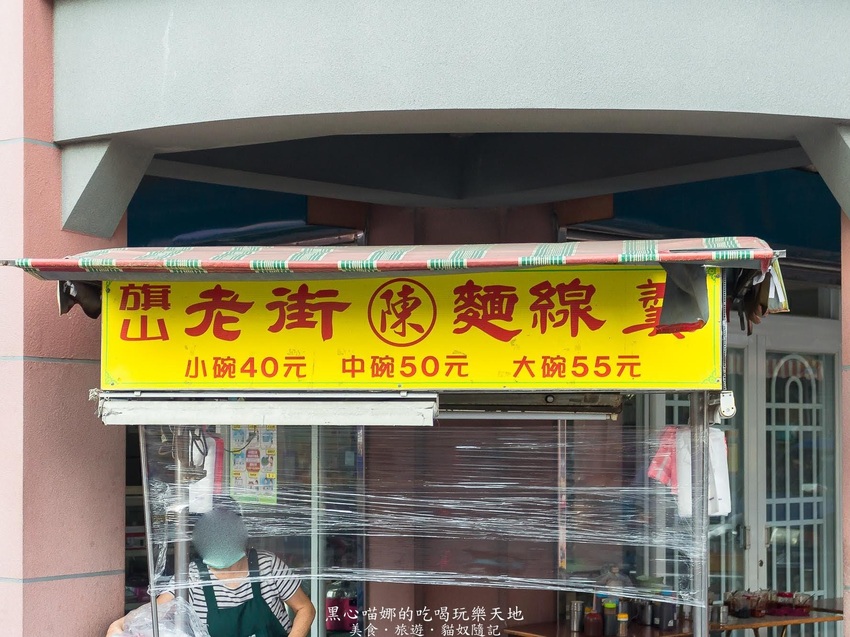 旗山老街陳麵線羹
小碗40元 中碗50元 大碗55元
黑心喵娜的吃喝玩樂天地
美食・旅遊・貓奴隨記